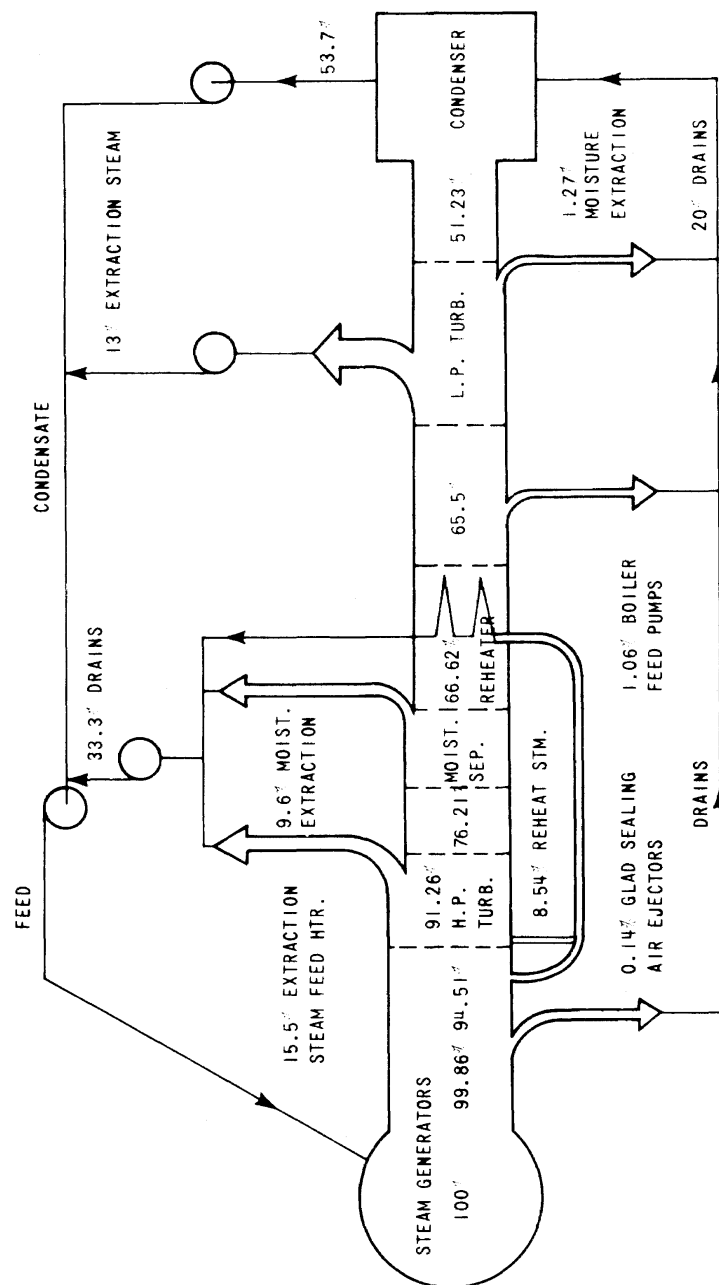 FEED
CONDENSATE
33.3% DRAINS
13% EXTRACTION STEAM
53.7%
15.5% EXTRACTION
STEAM FEED HTR.
9.6% MOIST.
EXTRACTION
STEAM GENERATORS
100%
99.86%
94.51%
91.26%
H.P.
TURB.
76.21%
MOIST.
SEP.
66.62%
REHEATER
65.5%
L.P. TURB.
51.23%
CONDENSER
8.54% REHEAT STM.
0.14% GLAD SEALING
AIR EJECTORS
1.06% BOILER
FEED PUMPS
1.27%
MOISTURE
EXTRACTION
DRAINS
20% DRAINS